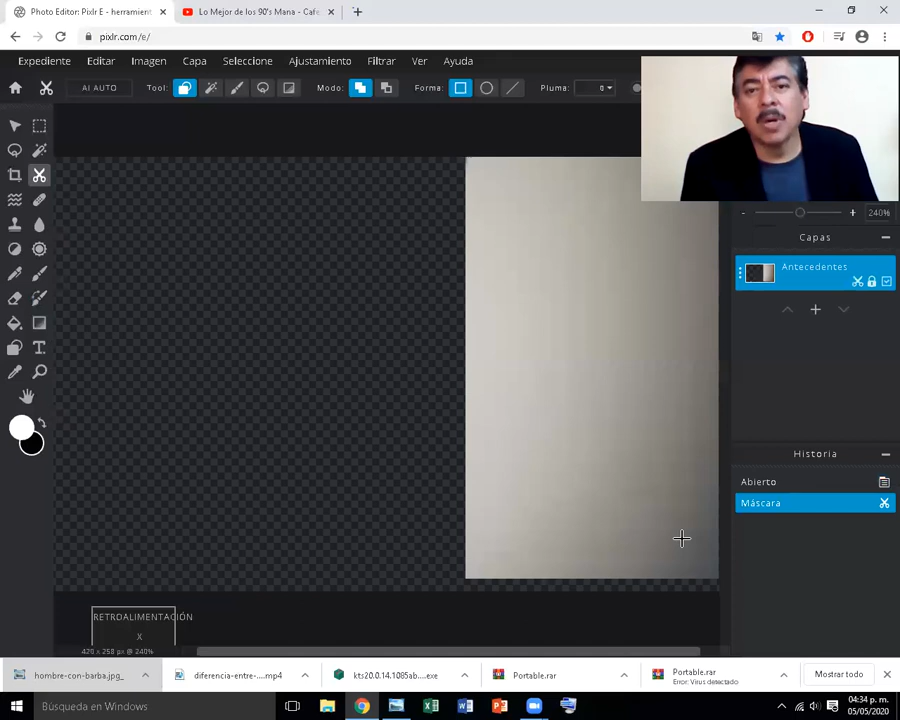 Photo Editor: Pixlr E - herramient
Lo Mejor de los 90's Mana - Cafe
pixlr.com/e/
Expediente Editar Imagen Capa Seleccione Ajustamiento Filtrar Ver Ayuda
AI AUTO Tool: Modo: Forma: Pluma: 0
- + 240%
Capas
Antecedentes
Historia
Abierto
Máscara
RETROALIMENTACIÓN
X
420 x 258 px @ 240%
hombre-con-barba.jpg_
diferencia-entre-....mp4
kts20.0.14.1085ab....exe
Portable.rar
Portable.rar
Error: Virus detectado
Mostrar todo
Búsqueda en Windows
04:34 p. m.
05/05/2020